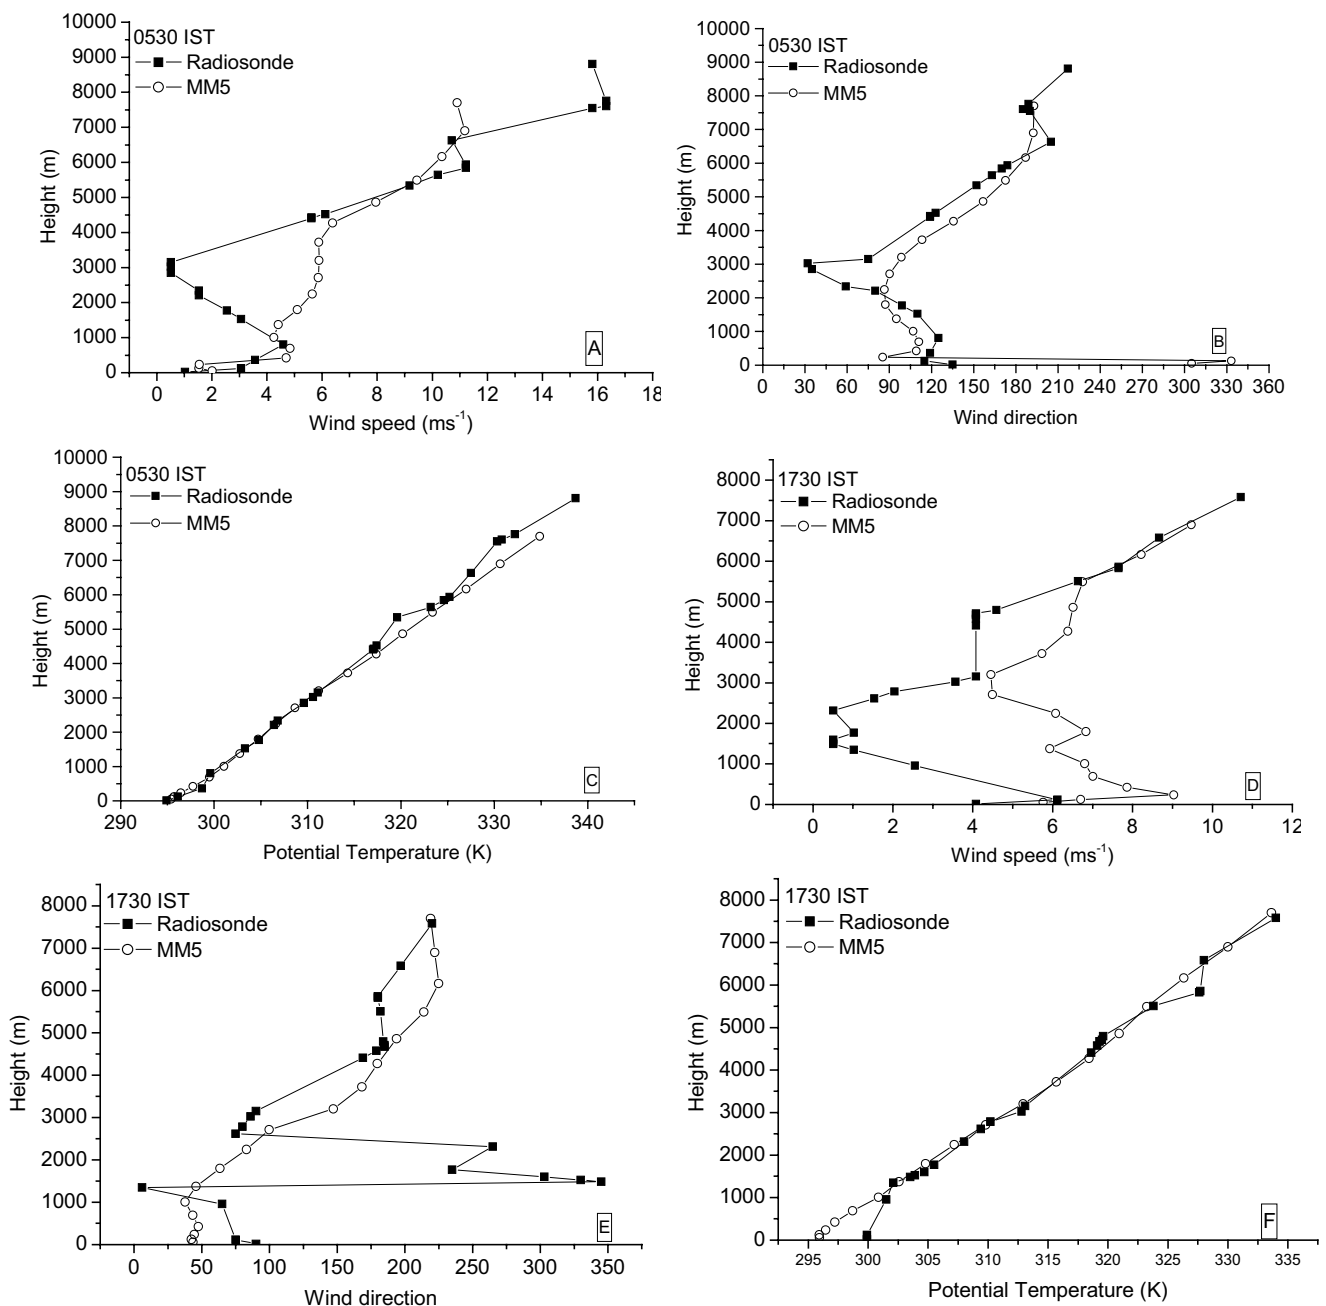 10000
9000
8000
7000
6000
5000
4000
3000
2000
1000
0
Height (m)
0530 IST
Radiosonde
MM5
A
0 2 4 6 8 10 12 14 16 18
Wind speed (ms-1)
10000
9000
8000
7000
6000
5000
4000
3000
2000
1000
0
Height (m)
0530 IST
Radiosonde
MM5
B
0 30 60 90 120 150 180 210 240 270 300 330 360
Wind direction
10000
9000
8000
7000
6000
5000
4000
3000
2000
1000
0
Height (m)
0530 IST
Radiosonde
MM5
C
290 300 310 320 330 340
Potential Temperature (K)
8000
7000
6000
5000
4000
3000
2000
1000
0
Height (m)
1730 IST
Radiosonde
MM5
D
0 2 4 6 8 10 12
Wind speed (ms-1)
8000
7000
6000
5000
4000
3000
2000
1000
0
Height (m)
1730 IST
Radiosonde
MM5
E
0 50 100 150 200 250 300 350
Wind direction
8000
7000
6000
5000
4000
3000
2000
1000
0
Height (m)
1730 IST
Radiosonde
MM5
F
295 300 305 310 315 320 325 330 335
Potential Temperature (K)